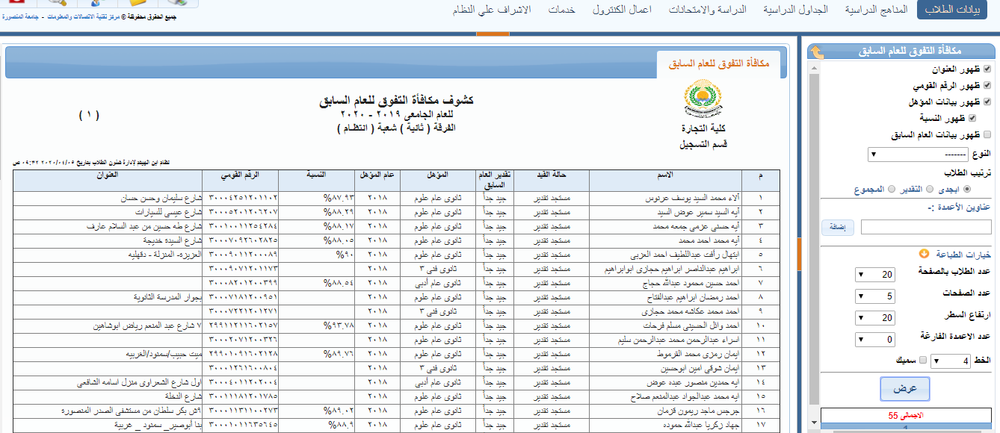 بيانات الطلاب المناهج الدراسية الجداول الدراسية الدراسة والامتحانات اعمال الكنترول خدمات الاشراف على النظام
جميع الحقوق محفوظة © مركز تقنية الاتصالات والمعلومات - جامعة المنصورة
مكافأة التفوق للعام السابق
ظهور العنوان
ظهور الرقم القومي
ظهور بيانات المؤهل
ظهور النسبة
ظهور بيانات العام السابق
النوع -------
ترتيب الطلاب
ابجدى التقدير المجموع
عناوين الأعمدة :-
إضافة
خيارات الطباعة
عدد الطلاب بالصفحة 20
عدد الصفحات 5
ارتفاع السطر 20
عدد الاعمدة الفارغة 0
الخط 4 سميك
عرض
الاجمالي 55
1
مكافأة التفوق للعام السابق
كلية التجارة
قسم التسجيل
كشوف مكافأة التفوق للعام السابق
للعام الجامعى ٢٠١٩ - ٢٠٢٠
الفرقة ( ثانية ) شعبة ( انتظام )
( ١ )
نظام ابن الهيثم لإدارة شئون الطلاب بتاريخ ٢٠٢٠/٠٤/٠٥ ٠٩:٣٢ ص
م الاسم حالة القيد تقدير العام السابق المؤهل عام المؤهل النسبة الرقم القومي العنوان
١ آلاء محمد السيد يوسف عرنوس مستجد تقدير جيد جداً ثانوى عام علوم ٢٠١٨ ٨٧.٩٣% ٣٠٠٠٤٢٥١٢٠١١٠٢ شارع سليمان وحسن حسان
٢ آيه السيد سمير عوض السيد مستجد تقدير جيد جداً ثانوى عام علوم ٢٠١٨ ٨٨.٢٩% ٣٠٠٠٥٢٠١٢٠٦٢٠٧ شارع عيسى للسيارات
٣ آيه حسنى عزمى جمعه محمد مستجد تقدير جيد جداً ثانوى عام علوم ٢٠١٨ ٨٨.١٧% ٣٠٠١٠٠١١٢٥٤٢٨٤ شارع طه حسين من عبد السلام عارف
٤ آيه محمد احمد محمد مستجد تقدير جيد جداً ثانوى عام علوم ٢٠١٨ ٨٨.٠٥% ٣٠٠٠٧٠٩٢٦٠٢٨٢٥ شارع السيدة خديجة
٥ ابتهال رأفت عبداللطيف احمد العزبى مستجد تقدير جيد جداً ثانوى عام علوم ٢٠١٨ ٩٠% ٣٠٠٠٩٠١١٢٠٠٠٨٩ العزيزه- المنزلة - دقهليه
٦ ابراهيم عبدالناصر ابراهيم حجازى ابوابراهيم مستجد تقدير جيد جداً ثانوى فنى ٣ ٢٠١٨ ٣٠٠٠٩٠٧١٢٠١١٧٣
٧ احمد حسين محمود عبدالله حجاج مستجد تقدير جيد جداً ثانوى عام أدبى ٢٠١٨ ٨٨.٥٤% ٣٠٠٠٨٢٠١٢٠٠٣٩٩
٨ احمد رمضان ابراهيم عبدالفتاح مستجد تقدير جيد جداً ثانوى عام علوم ٢٠١٨ ٣٠٠٠٧١٨١٢٠٠٩٥١ بجوار المدرسة الثانوية
٩ احمد محمد عكاشه محمد حجازى مستجد تقدير جيد جداً ثانوى فنى ٣ ٢٠١٨ ٣٠٠٠٧٢٢١٢٠١٢٧١
١٠ احمد وائل الحسينى مسلم فرحات مستجد تقدير جيد جداً ثانوى عام علوم ٢٠١٨ ٩٣.٧٨% ٢٩٩١١٢١١٦٠٢١٥٧ ٧ شارع عبد المنعم رياض ابوشاهين
١١ اسراء عبدالرحمن محمد عبدالرحمن سليم مستجد تقدير جيد جداً ثانوى عام علوم ٢٠١٨ ٣٠٠٠٢٠٧١٢٠٠٣٢٦
١٢ ايمان رمزى محمد القرموط مستجد تقدير جيد جداً ثانوى عام علوم ٢٠١٨ ٨٩.٧٦% ٢٩٩٠١٠٩١٦٠٢١٢٨ ميت حبيب/سمنود/الغربيه
١٣ ايمان شوقى امين ابوحسين مستجد تقدير جيد جداً ثانوى فنى ٣ ٢٠١٨ ٣٠٠٠١٢٦١٦٠٠٨٠٤
١٤ ايه حمدين منصور عبده عوض مستجد تقدير جيد جداً ثانوى عام أدبى ٢٠١٨ ٣٠٠٠٤٠١١٢٠٢٠٠٤ اول شارع الشعراوى منزل اسامه الشافعى
١٥ ايه محمد عبدالجواد عبدالمنعم صلاح مستجد تقدير جيد جداً ثانوى عام علوم ٢٠١٨ ٣٠٠٠١١١٨١٢٠١٧٨٥ شارع النخلة
١٦ جرجس ماجد ريمون قزمان مستجد تقدير جيد جداً ثانوى عام علوم ٢٠١٨ ٨٩.٠٢% ٣٠٠٠١١٣١١٠٠٢٧٣ ٩ش بكر سلطان من مستشفى الصدر المنصورة
١٧ جهاد زكريا عبدالله حموده مستجد تقدير جيد جداً ثانوى عام علوم ٢٠١٨ ٨٨.٩% ٣٠٠٠١٠١١٦٣٥٦٤٥ بنا أبوصير_ سمنود _ غربية